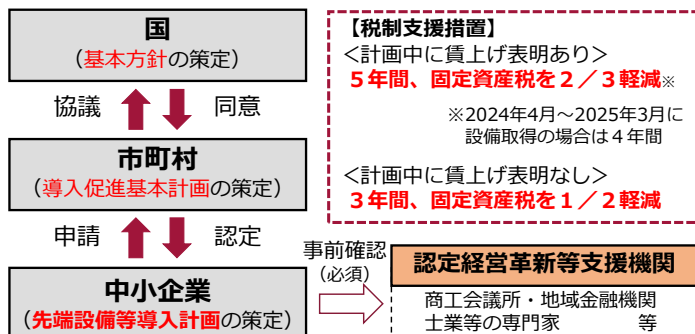 国
（基本方針の策定）
協議
同意
市町村
（導入促進基本計画の策定）
申請
認定
中小企業
（先端設備等導入計画の策定）
【税制支援措置】
＜計画中に賃上げ表明あり＞
５年間、固定資産税を２／３軽減※
※2024年4月～2025年3月に
設備取得の場合は４年間
＜計画中に賃上げ表明なし＞
３年間、固定資産税を１／２軽減
事前確認
（必須）
認定経営革新等支援機関
商工会議所・地域金融機関
士業等の専門家 等